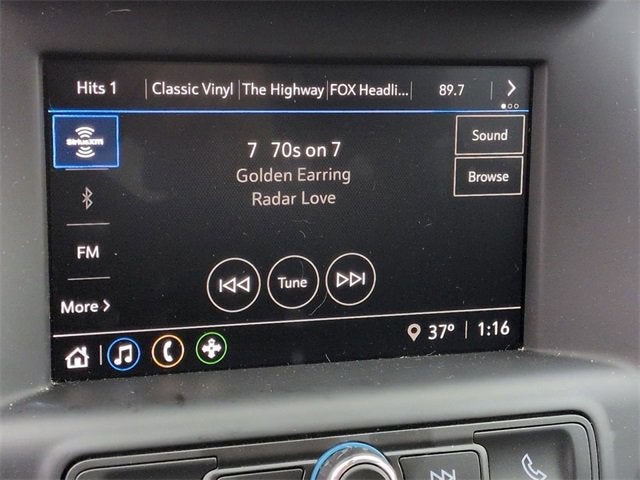 Hits 1 Classic Vinyl The Highway FOX Headli... 89.7
SiriusXM
7 70s on 7
Golden Earring
Radar Love
Sound
Browse
FM
Tune
More
37° 1:16